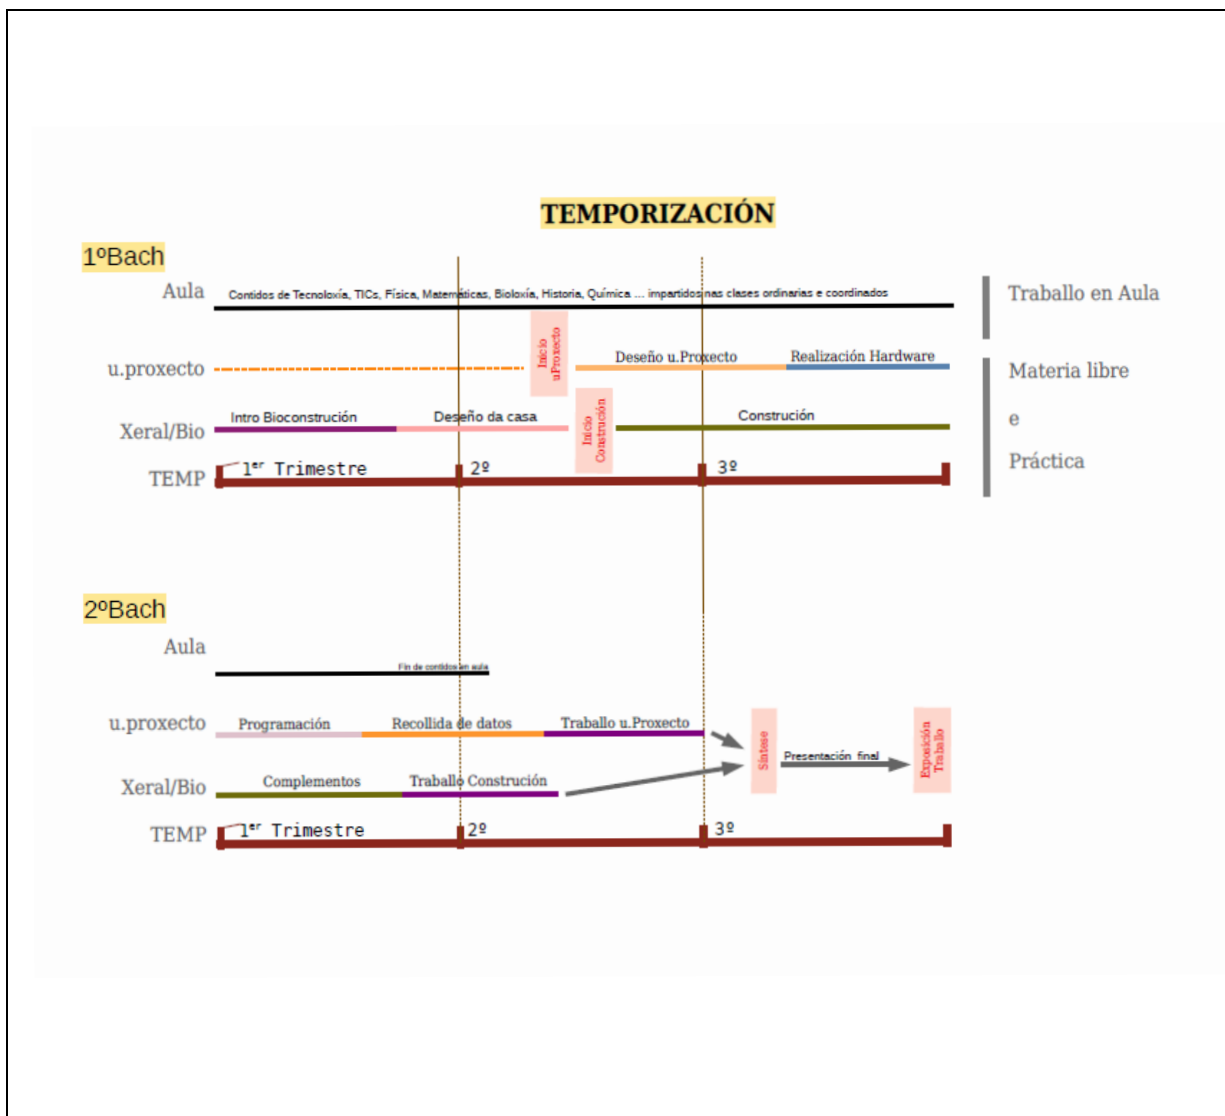 TEMPORIZACIÓN
1ºBach
Aula
Contidos de Tecnoloxía, TICs, Física, Matemáticas, Bioloxía, Historia, Química ... impartidos nas clases ordinarias e coordinados
Traballo en Aula
u.proxecto
Inicio
uProxecto
Deseño u.Proxecto
Realización Hardware
Materia libre
e
Práctica
Xeral/Bio
Intro Bioconstrución
Deseño da casa
Inicio
Construción
Construción
TEMP
1er Trimestre
2º
3º
2ºBach
Aula
Fin de contidos en aula
u.proxecto
Programación
Recollida de datos
Traballo u.Proxecto
Síntese
Presentación final
Exposición
Traballo
Xeral/Bio
Complementos
Traballo Construción
TEMP
1er Trimestre
2º
3º